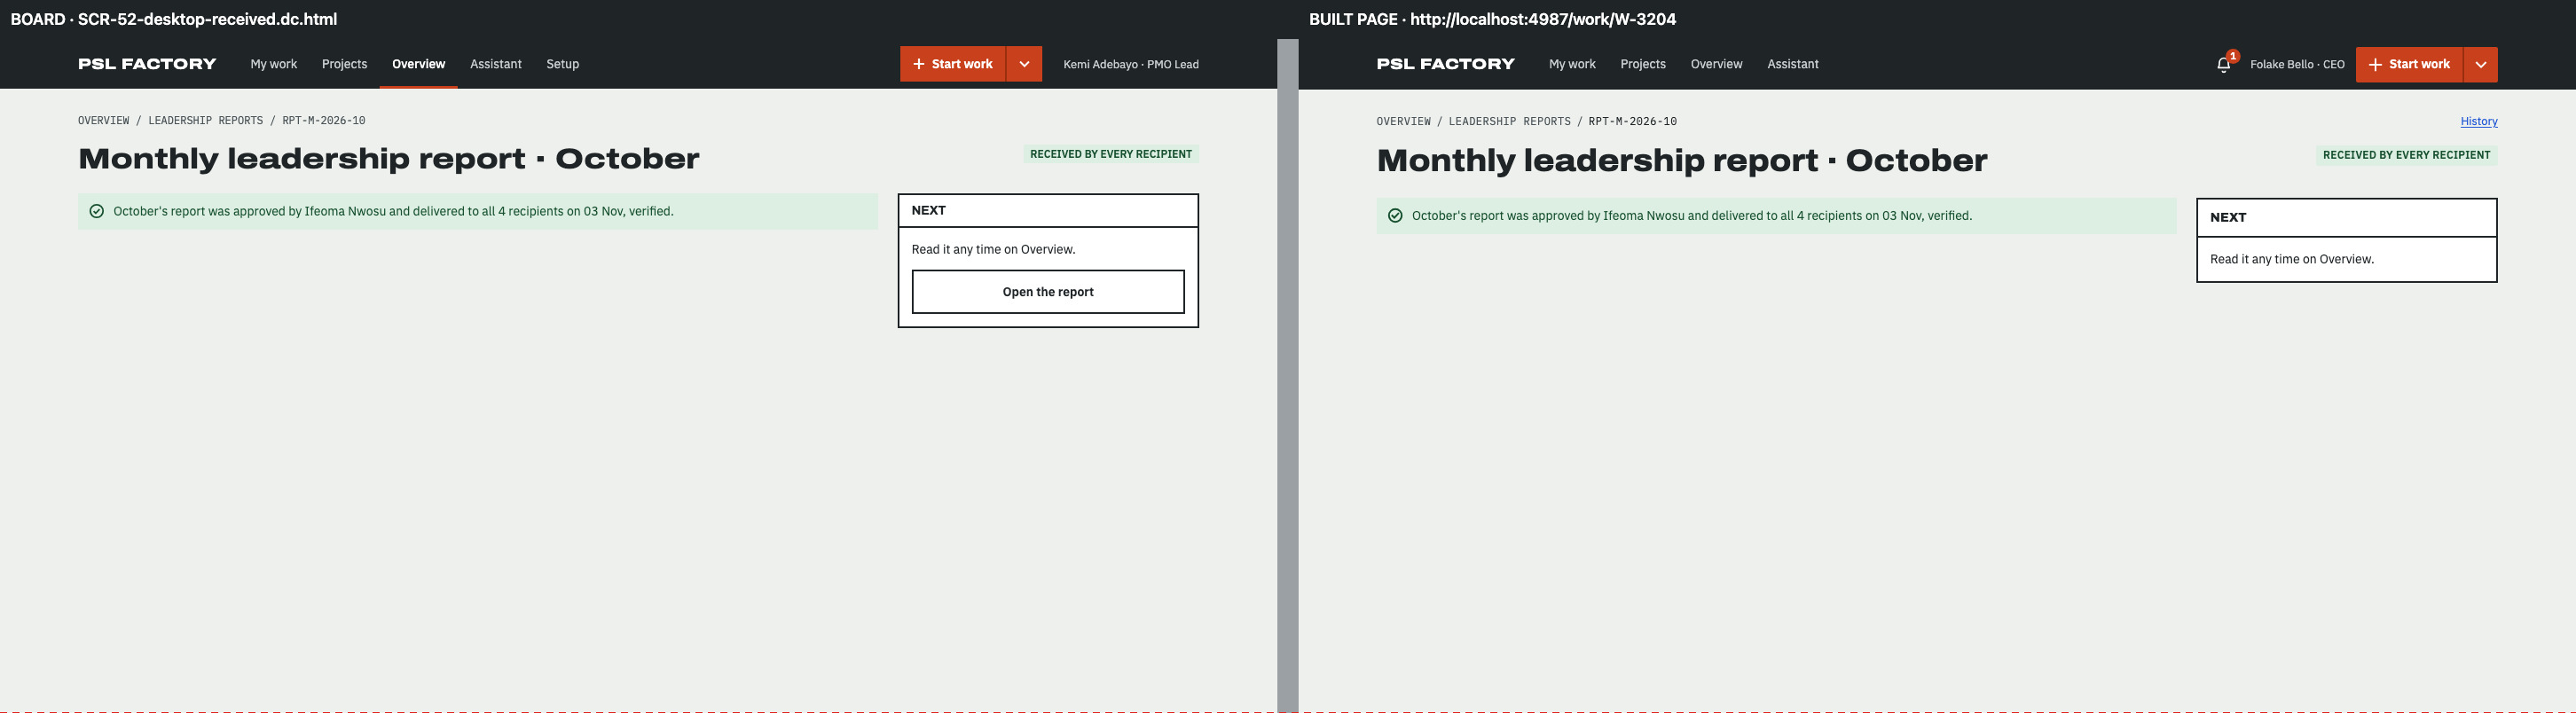 BOARD · SCR-52-desktop-received.dc.html
PSL FACTORY My work Projects Overview Assistant Setup Start work Kemi Adebayo · PMO Lead
OVERVIEW / LEADERSHIP REPORTS / RPT-M-2026-10
Monthly leadership report · October
RECEIVED BY EVERY RECIPIENT
October's report was approved by Ifeoma Nwosu and delivered to all 4 recipients on 03 Nov, verified.
NEXT
Read it any time on Overview.
Open the report
BUILT PAGE · http://localhost:4987/work/W-3204
PSL FACTORY My work Projects Overview Assistant 1 Folake Bello · CEO Start work
OVERVIEW / LEADERSHIP REPORTS / RPT-M-2026-10
History
Monthly leadership report · October
RECEIVED BY EVERY RECIPIENT
October's report was approved by Ifeoma Nwosu and delivered to all 4 recipients on 03 Nov, verified.
NEXT
Read it any time on Overview.